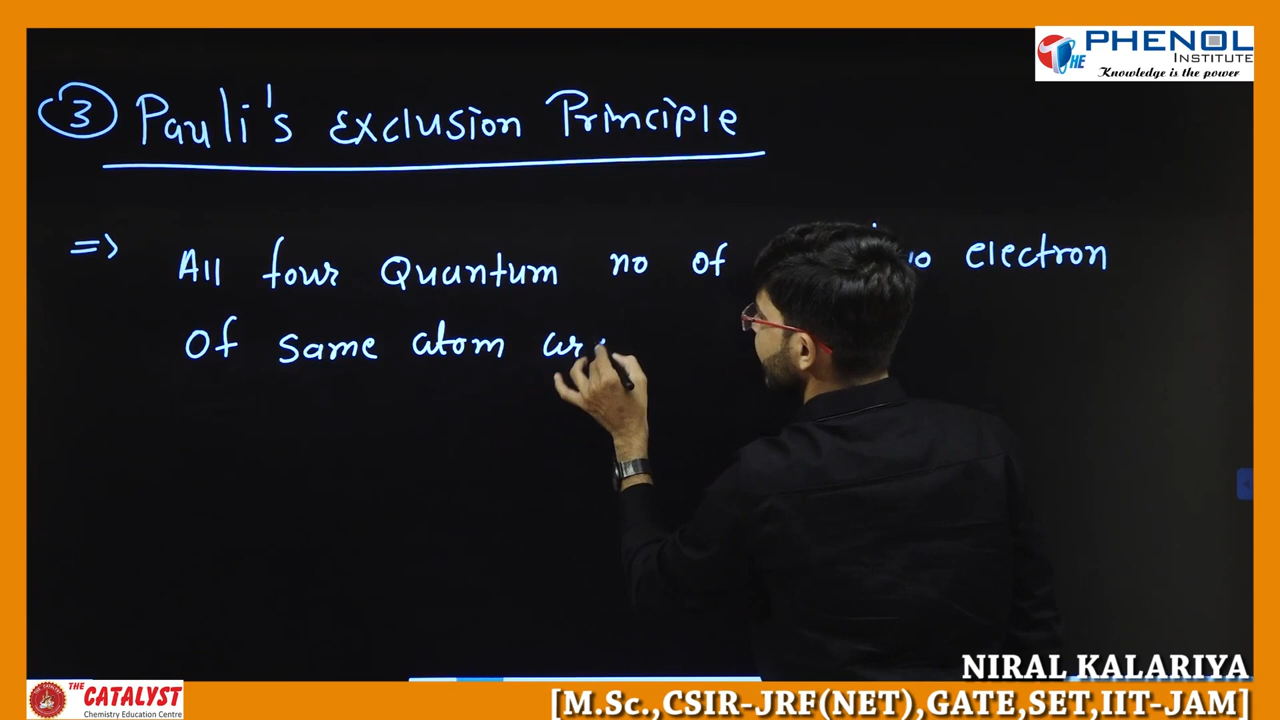 THE PHENOL
INSTITUTE
Knowledge is the power
3 Pauli's Exclusion Principle
=> All four Quantum no of electron
Of same atom are
NIRAL KALARIYA
THE CATALYST
Chemistry Education Centre
[M.Sc.,CSIR-JRF(NET),GATE,SET,IIT-JAM]